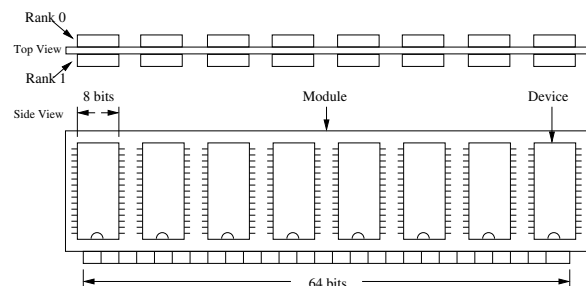 Rank 0
Top View
Rank 1
8 bits
Module
Device
Side View
64 bits